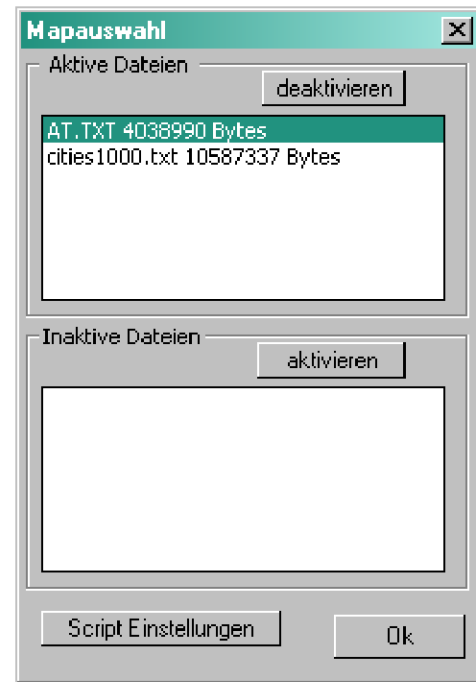 Mapauswahl
Aktive Dateien
deaktivieren
AT.TXT 4038990 Bytes
cities1000.txt 10587337 Bytes
Inaktive Dateien
aktivieren
Script Einstellungen
Ok